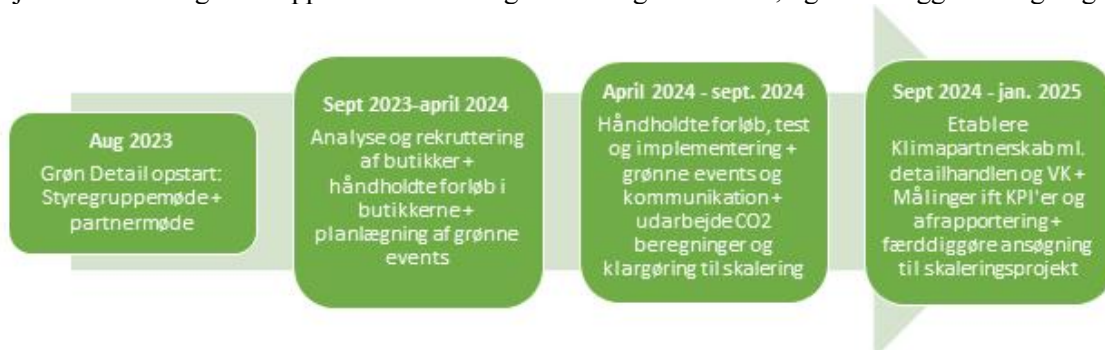 Aug 2023
Grøn Detail opstart:
Styregruppemøde +
partnermøde
Sept 2023-april 2024
Analyse og rekruttering
af butikker +
håndholdte forløb i
butikkerne +
planlægning af grønne
events
April 2024 - sept. 2024
Håndholdte forløb, test
og implementering +
grønne events og
kommunikation +
udarbejde CO2
beregninger og
klargøring til skalering
Sept 2024 - jan. 2025
Etablere
Klimapartnerskab ml.
detailhandlen og VK +
Målinger ift KPI'er og
afrapportering +
færddiggøre ansøgning
til skaleringsprojekt